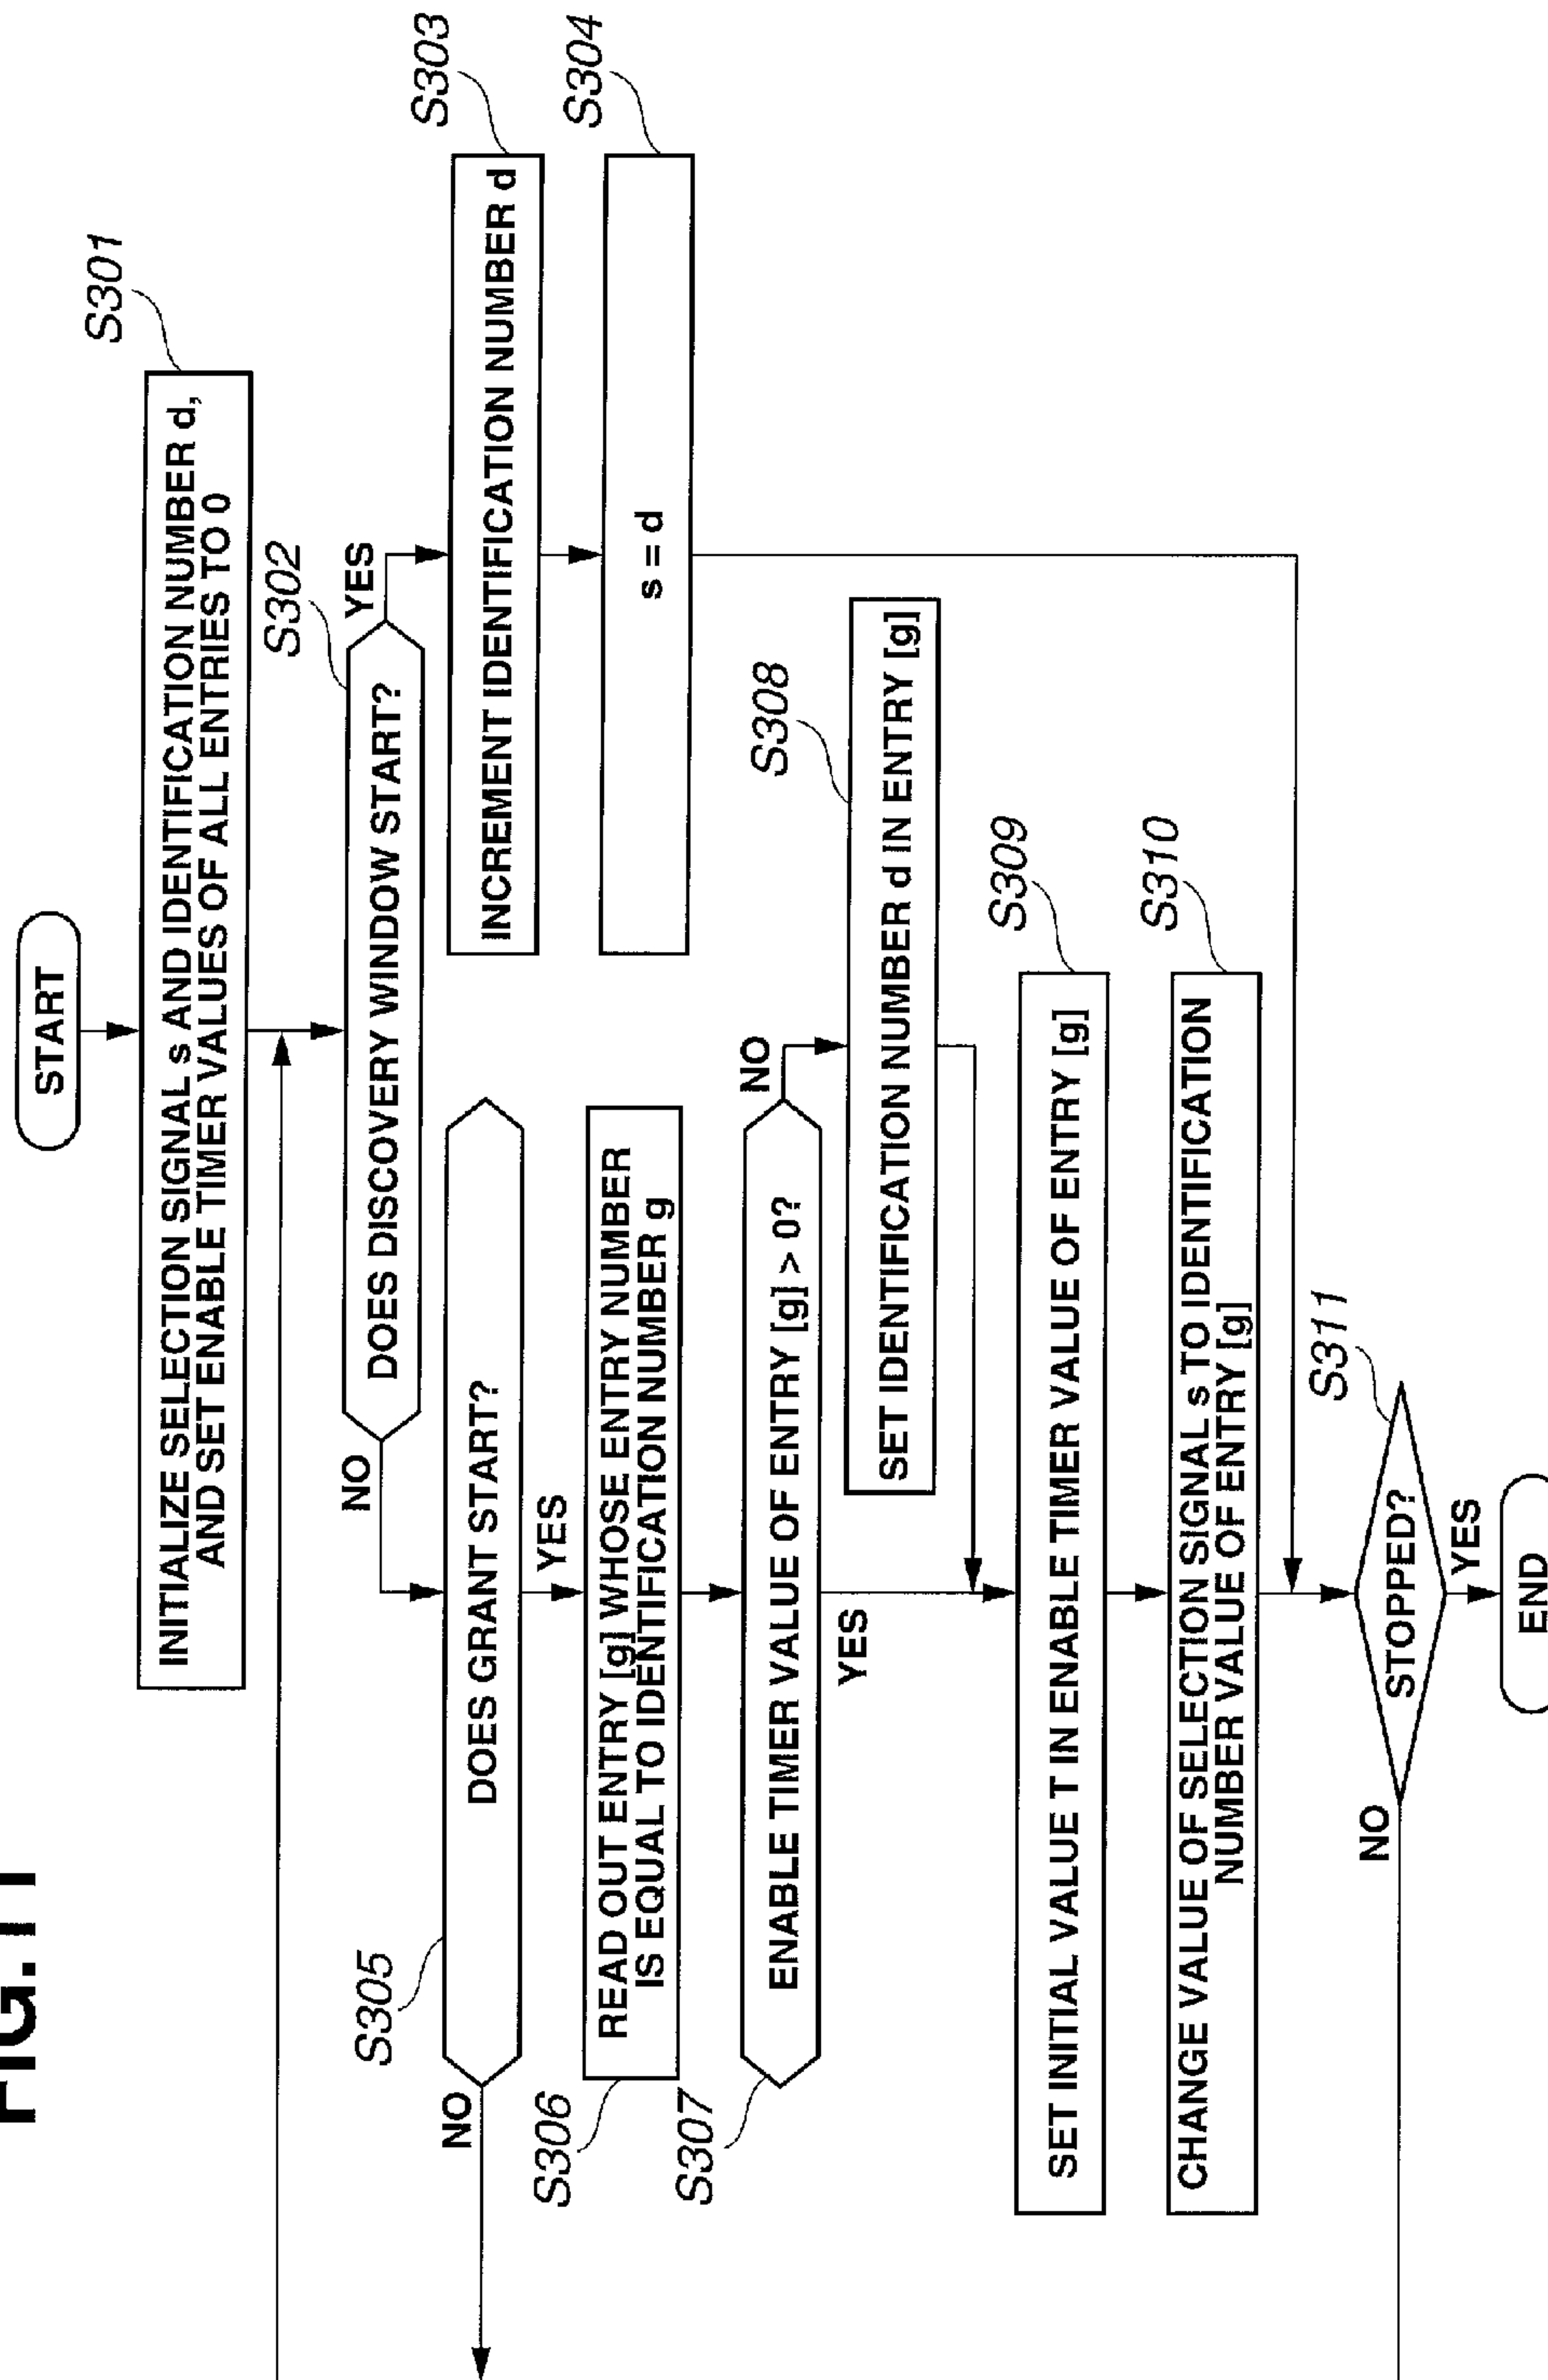 FIG. 11
START
S301
INITIALIZE SELECTION SIGNAL s AND IDENTIFICATION NUMBER d,
AND SET ENABLE TIMER VALUES OF ALL ENTRIES TO 0
S302
DOES DISCOVERY WINDOW START?
NO
YES
S303
INCREMENT IDENTIFICATION NUMBER d
S304
s = d
S305
DOES GRANT START?
NO
YES
S306
READ OUT ENTRY [g] WHOSE ENTRY NUMBER
IS EQUAL TO IDENTIFICATION NUMBER g
S307
ENABLE TIMER VALUE OF ENTRY [g] > 0?
NO
YES
S308
SET IDENTIFICATION NUMBER d IN ENTRY [g]
S309
SET INITIAL VALUE T IN ENABLE TIMER VALUE OF ENTRY [g]
S310
CHANGE VALUE OF SELECTION SIGNAL s TO IDENTIFICATION
NUMBER VALUE OF ENTRY [g]
S311
STOPPED?
NO
YES
END